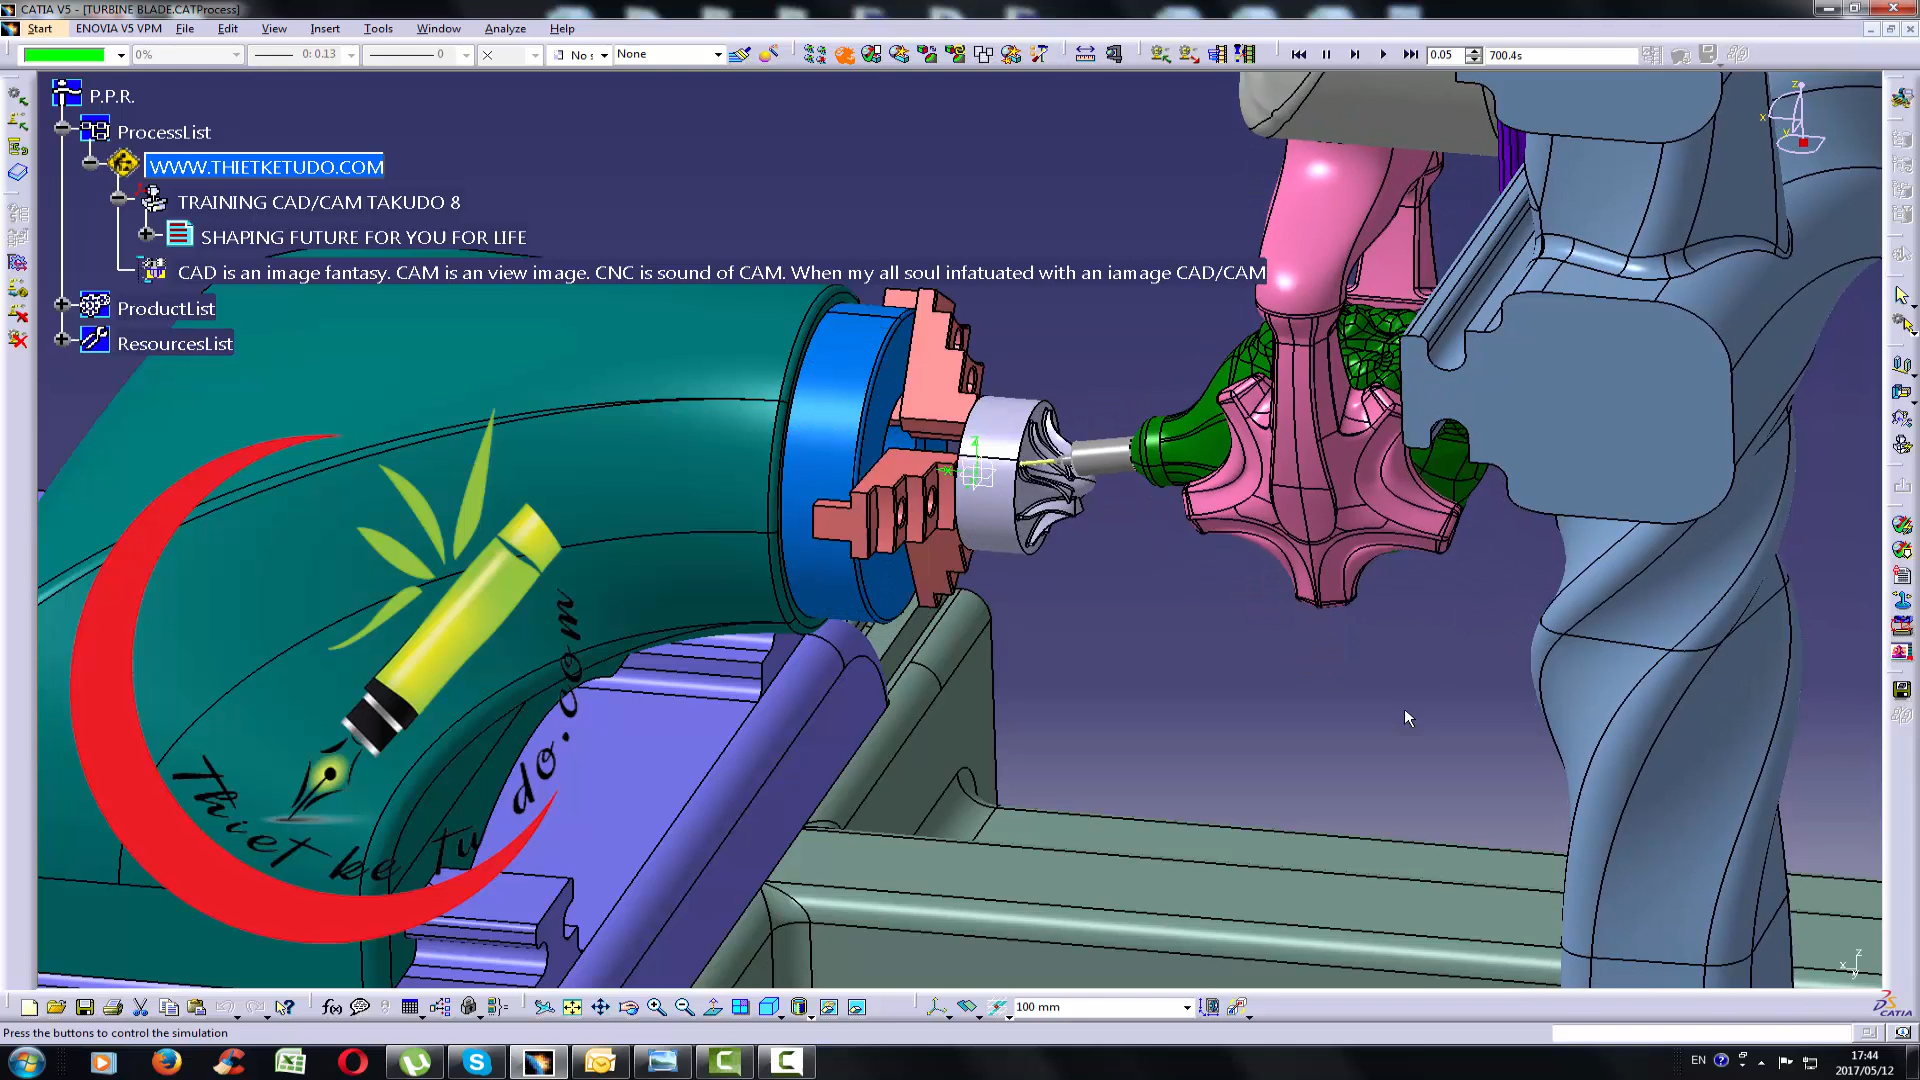 CATIA V5 - [TURBINE BLADE.CATProcess]
Start ENOVIA V5 VPM File Edit View Insert Tools Analyze Window Help
0% 0: 0.13 0 No s None 0.05 700.4s
P.P.R.
ProcessList
WWW.THIETKETUDO.COM
TRAINING CAD/CAM TAKUDO 8
SHAPING FUTURE FOR YOU FOR LIFE
CAD is an image fantasy. CAM is an view image. CNC is sound of CAM. When my all soul infatuated with an iamage CAD/CAM
ProductList
ResourcesList
z
x
y
Thiet ke tu do.com
100 mm
CATIA
Press the buttons to control the simulation
EN
17:44
2017/05/12